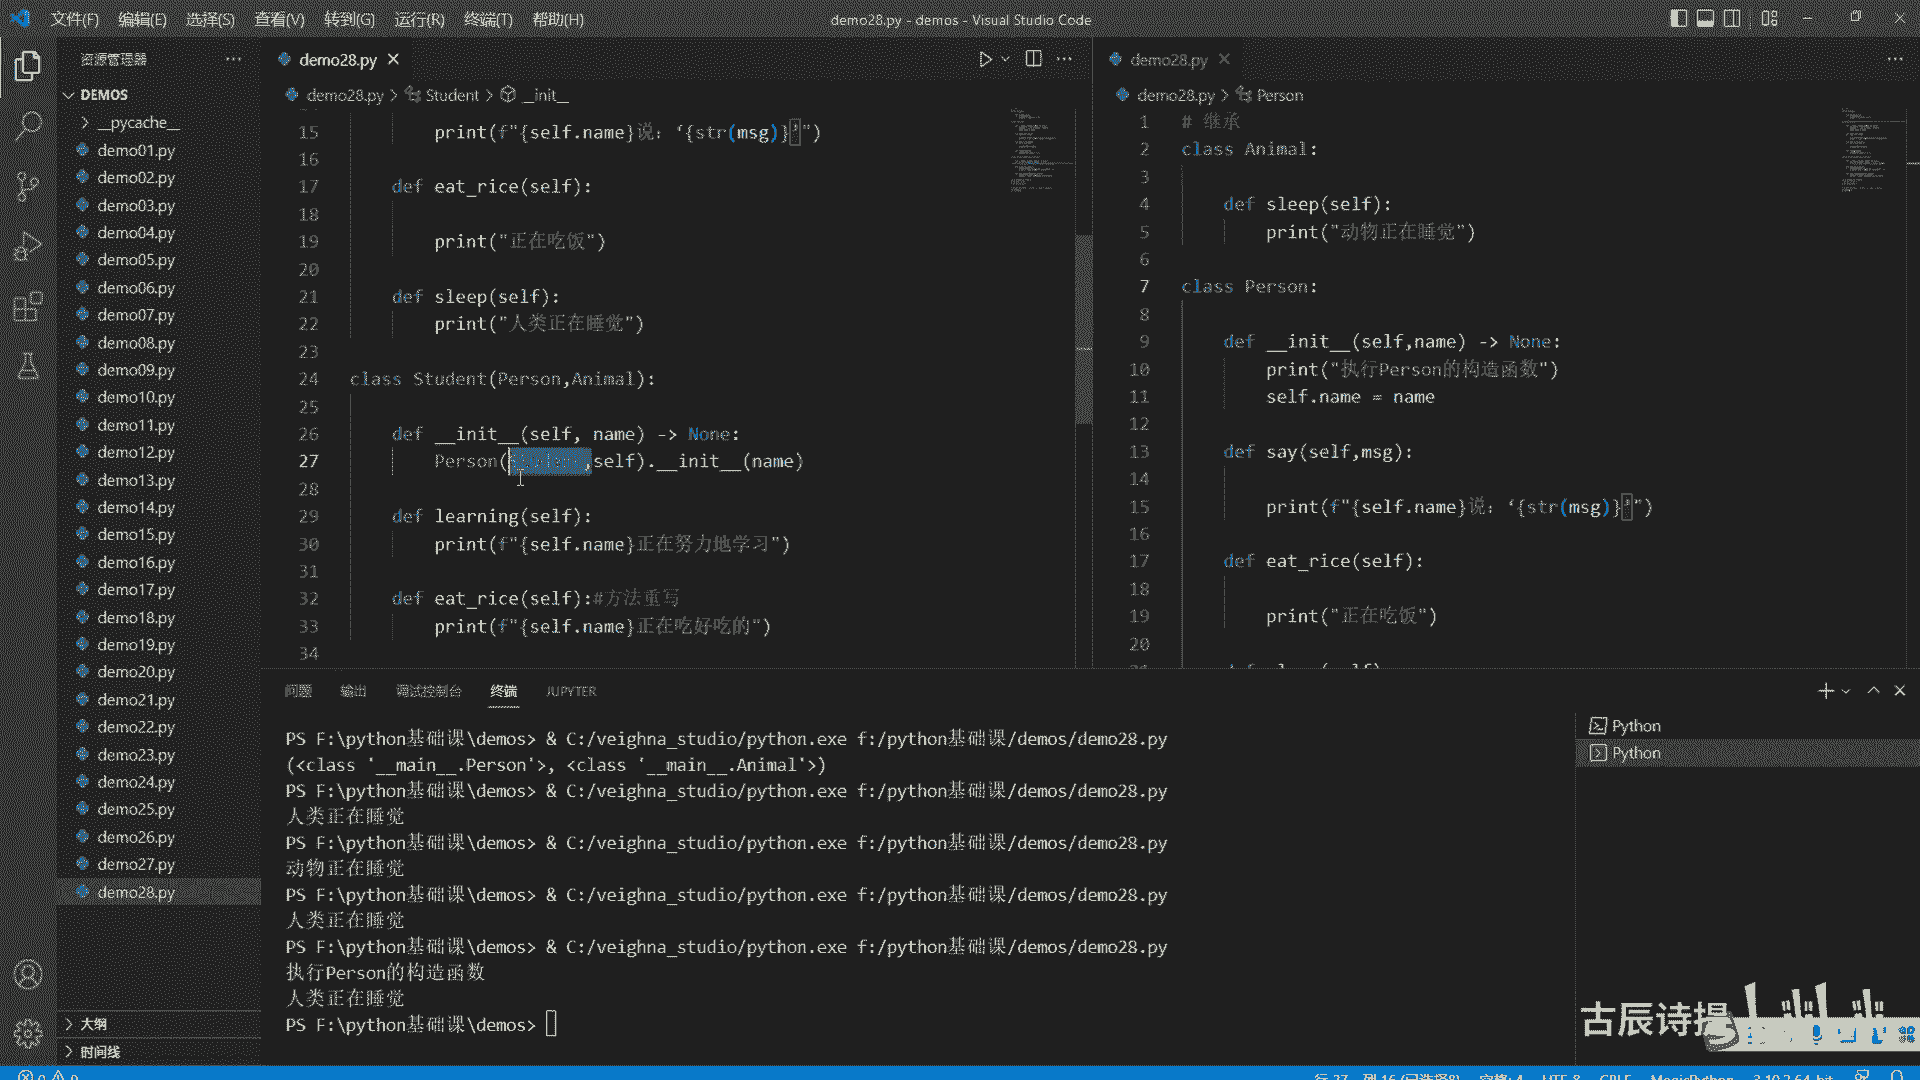 文件(F) 编辑(E) 选择(S) 查看(V) 转到(G) 运行(R) 终端(T) 帮助(H)
demo28.py - demos - Visual Studio Code
资源管理器
DEMOS
__pycache__
demo01.py
demo02.py
demo03.py
demo04.py
demo05.py
demo06.py
demo07.py
demo08.py
demo09.py
demo10.py
demo11.py
demo12.py
demo13.py
demo14.py
demo15.py
demo16.py
demo17.py
demo18.py
demo19.py
demo20.py
demo21.py
demo22.py
demo23.py
demo24.py
demo25.py
demo26.py
demo27.py
demo28.py
大纲
时间线
demo28.py
demo28.py > Student > __init__
15 print(f"{self.name}说：‘{str(msg)}’")
16
17 def eat_rice(self):
18
19 print("正在吃饭")
20
21 def sleep(self):
22 print("人类正在睡觉")
23
24 class Student(Person,Animal):
25
26 def __init__(self, name) -> None:
27 Person( ,self).__init__(name)
28
29 def learning(self):
30 print(f"{self.name}正在努力地学习")
31
32 def eat_rice(self):#方法重写
33 print(f"{self.name}正在吃好吃的")
34
demo28.py
demo28.py > Person
1 # 继承
2 class Animal:
3
4 def sleep(self):
5 print("动物正在睡觉")
6
7 class Person:
8
9 def __init__(self,name) -> None:
10 print("执行Person的构造函数")
11 self.name = name
12
13 def say(self,msg):
14
15 print(f"{self.name}说：‘{str(msg)}’")
16
17 def eat_rice(self):
18
19 print("正在吃饭")
20
问题 输出 调试控制台 终端 JUPYTER
PS F:\python基础课\demos> & C:/veighna_studio/python.exe f:/python基础课/demos/demo28.py
(<class '__main__.Person'>, <class '__main__.Animal'>)
PS F:\python基础课\demos> & C:/veighna_studio/python.exe f:/python基础课/demos/demo28.py
人类正在睡觉
PS F:\python基础课\demos> & C:/veighna_studio/python.exe f:/python基础课/demos/demo28.py
动物正在睡觉
PS F:\python基础课\demos> & C:/veighna_studio/python.exe f:/python基础课/demos/demo28.py
人类正在睡觉
PS F:\python基础课\demos> & C:/veighna_studio/python.exe f:/python基础课/demos/demo28.py
执行Person的构造函数
人类正在睡觉
PS F:\python基础课\demos>
Python
Python
古辰诗提